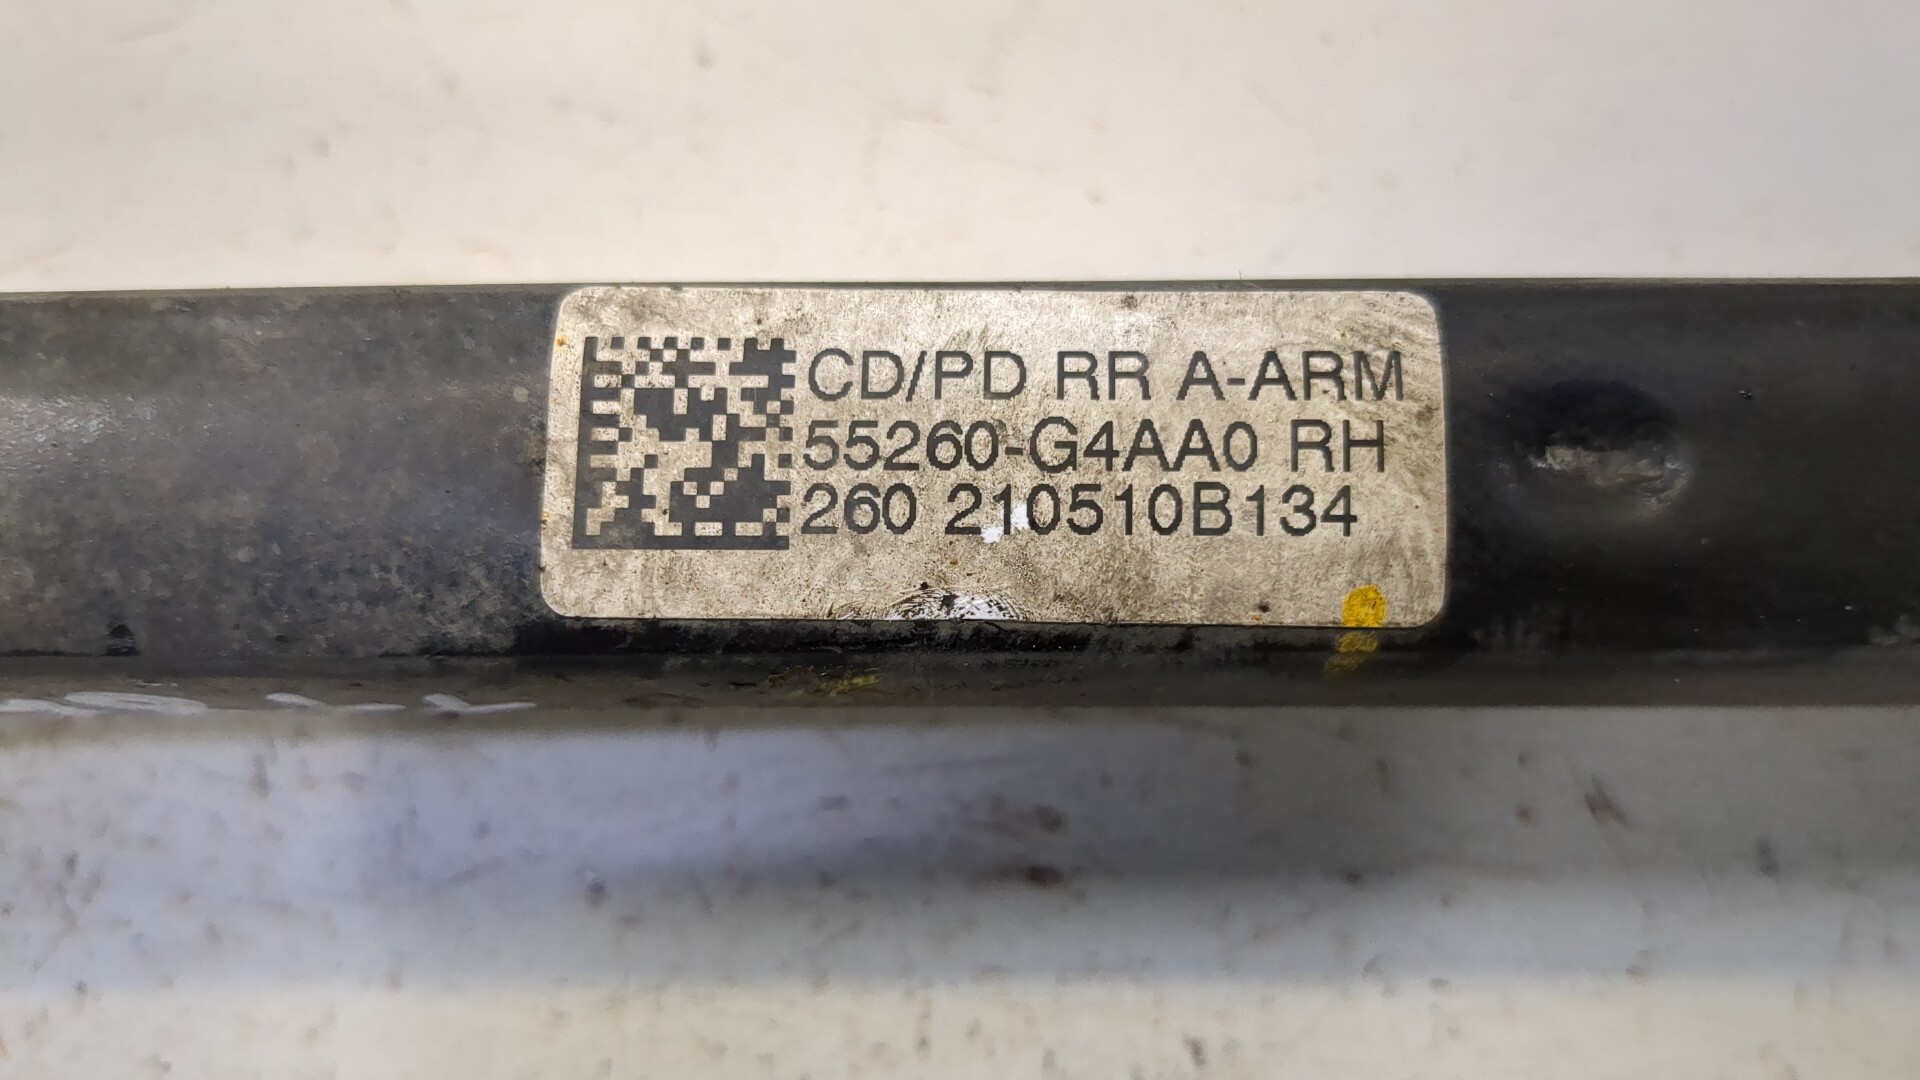 CD/PD RR A-ARM
55260-G4AA0 RH
260 210510B134